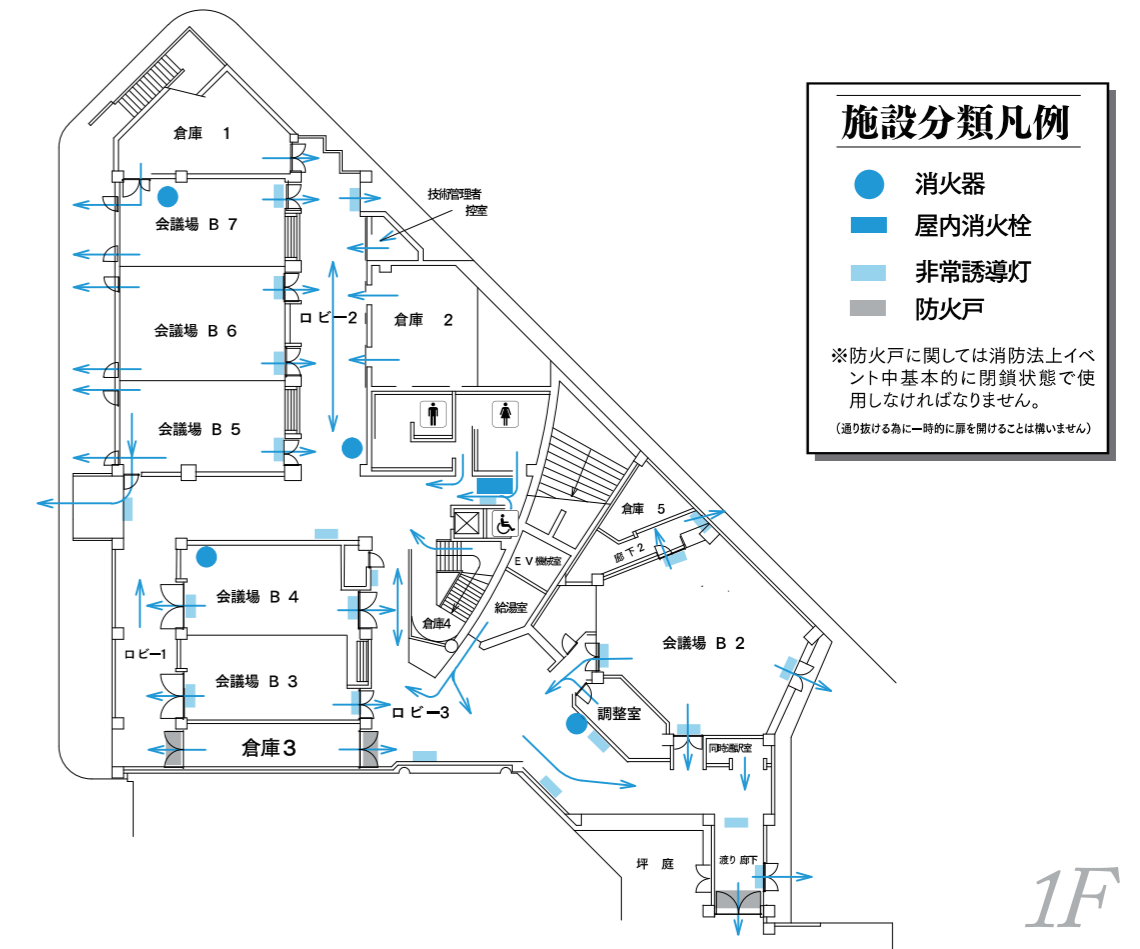 施設分類凡例
消火器
屋内消火栓
非常誘導灯
防火戸
※防火戸に関しては消防法上イベ
ント中基本的に閉鎖状態で使
用しなければなりません。
（通り抜ける為に一時的に扉を開けることは構いません）
倉庫 1
技術管理者
控室
会議場 B 7
ロビー2
倉庫 2
会議場 B 6
会議場 B 5
倉庫 5
廊下2
EV機械室
会議場 B 4
給湯室
倉庫4
会議場 B 2
ロビー1
会議場 B 3
ロビー3
調整室
倉庫3
同時通訳室
坪 庭
渡り 廊下
1F